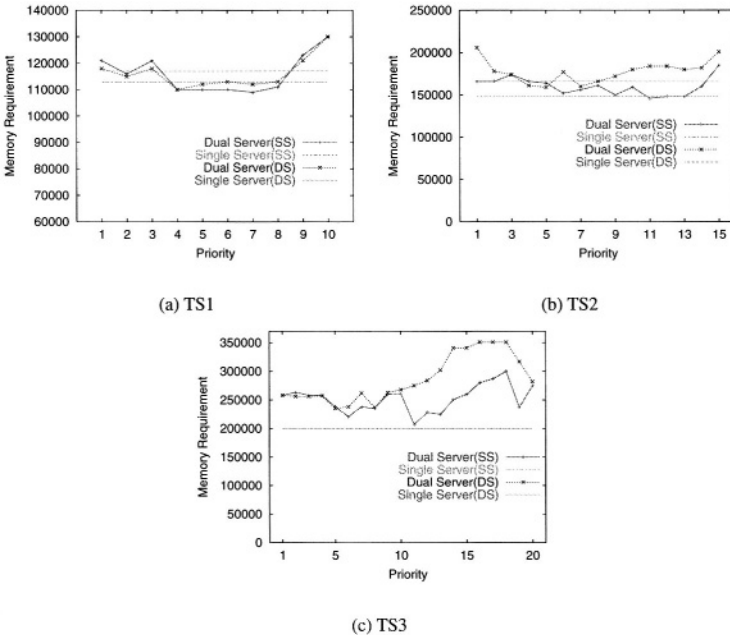 130000
120000
110000
100000
90000
80000
70000
60000
Memory Requirement
Dual Server(SS)
Single Server(SS)
Dual Server(DS)
Single Server(DS)
1 2 3 4 5 6 7 8 9 10
Priority
(a) TS1
250000
200000
150000
100000
50000
0
Memory Requirement
Dual Server(SS)
Single Server(SS)
Dual Server(DS)
Single Server(DS)
1 3 5 7 9 11 13 15
Priority
(b) TS2
350000
300000
250000
200000
150000
100000
50000
0
Memory Requirement
Dual Server(SS)
Single Server(SS)
Dual Server(DS)
Single Server(DS)
1 5 10 15 20
Priority
(c) TS3